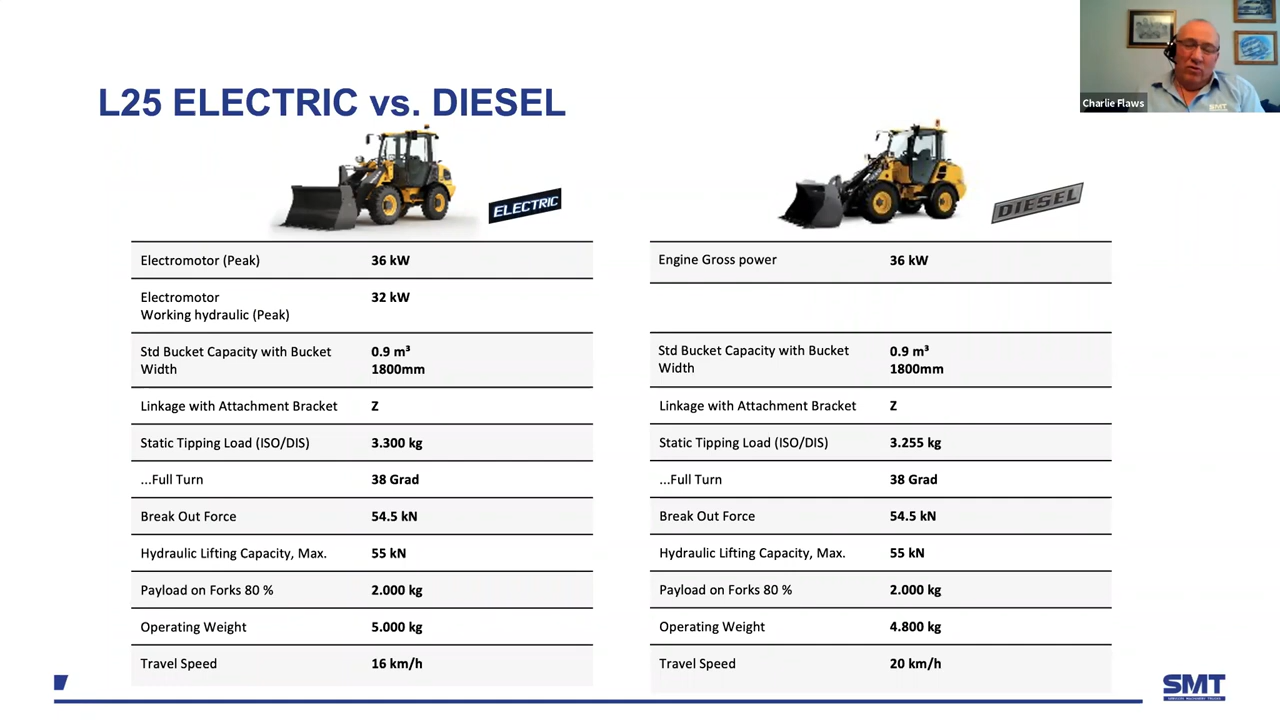 Charlie Flaws
SMT
L25 ELECTRIC vs. DIESEL
ELECTRIC
DIESEL
Electromotor (Peak) 36 kW
Electromotor 32 kW
Working hydraulic (Peak)
Std Bucket Capacity with Bucket 0.9 m³
Width 1800mm
Linkage with Attachment Bracket Z
Static Tipping Load (ISO/DIS) 3.300 kg
...Full Turn 38 Grad
Break Out Force 54.5 kN
Hydraulic Lifting Capacity, Max. 55 kN
Payload on Forks 80 % 2.000 kg
Operating Weight 5.000 kg
Travel Speed 16 km/h
Engine Gross power 36 kW
Std Bucket Capacity with Bucket 0.9 m³
Width 1800mm
Linkage with Attachment Bracket Z
Static Tipping Load (ISO/DIS) 3.255 kg
...Full Turn 38 Grad
Break Out Force 54.5 kN
Hydraulic Lifting Capacity, Max. 55 kN
Payload on Forks 80 % 2.000 kg
Operating Weight 4.800 kg
Travel Speed 20 km/h
SMT
SERVICES MACHINERY TRUCKS